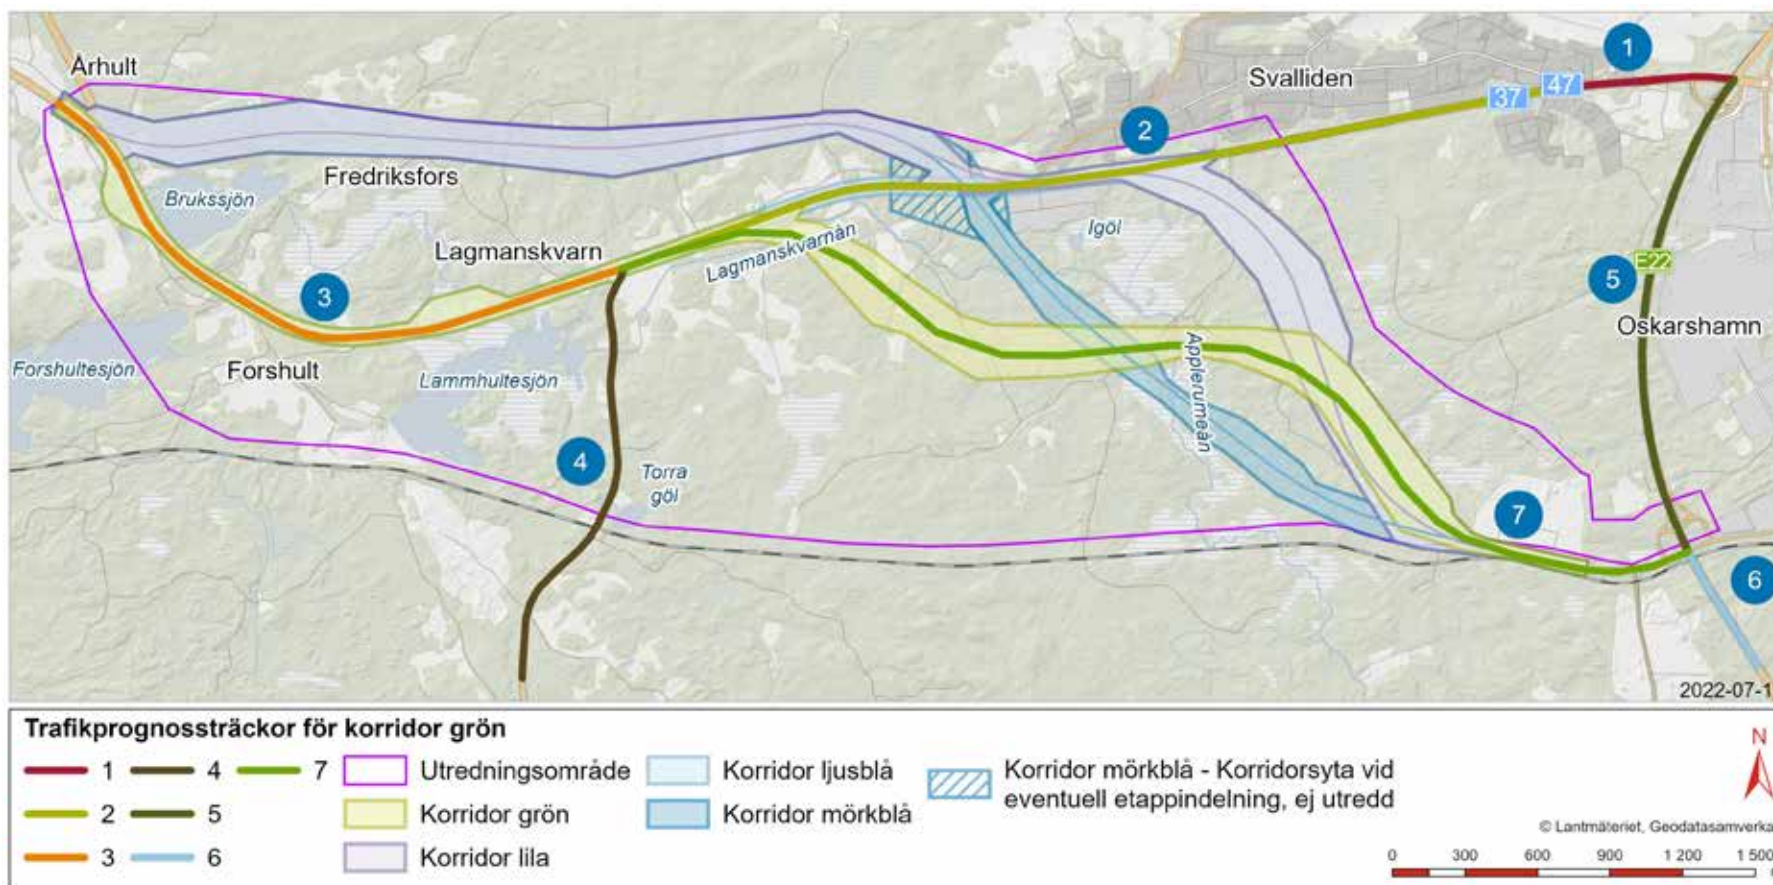 Århult
1
Svalliden
47
37
2
Fredriksfors
Brukssjön
Igöl
Lagmanskvarn
Lagmanskvarnån
3
5
E22
Oskarshamn
Forshultesjön
Forshult
Lammhultesjön
Applerumeån
4
Torra
göl
7
6
2022-07-1
Trafikprognossträckor för korridor grön
1 4 7 Utredningsområde Korridor ljusblå Korridor mörkblå - Korridorsyta vid
eventuell etappindelning, ej utredd
2 5 Korridor grön Korridor mörkblå
3 6 Korridor lila
N
© Lantmäteriet, Geodatasamverka
0 300 600 900 1 200 1 500